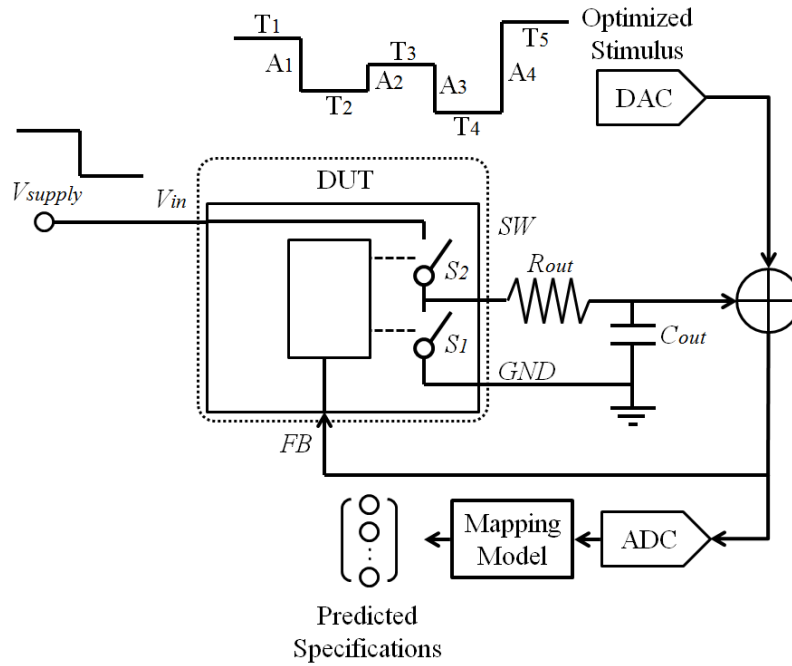 T1
A1
T2
T3
A2
A3
T4
A4
T5
Optimized
Stimulus
DAC
Vsupply
Vin
DUT
SW
S2
S1
Rout
Cout
GND
FB
ADC
Mapping
Model
Predicted
Specifications